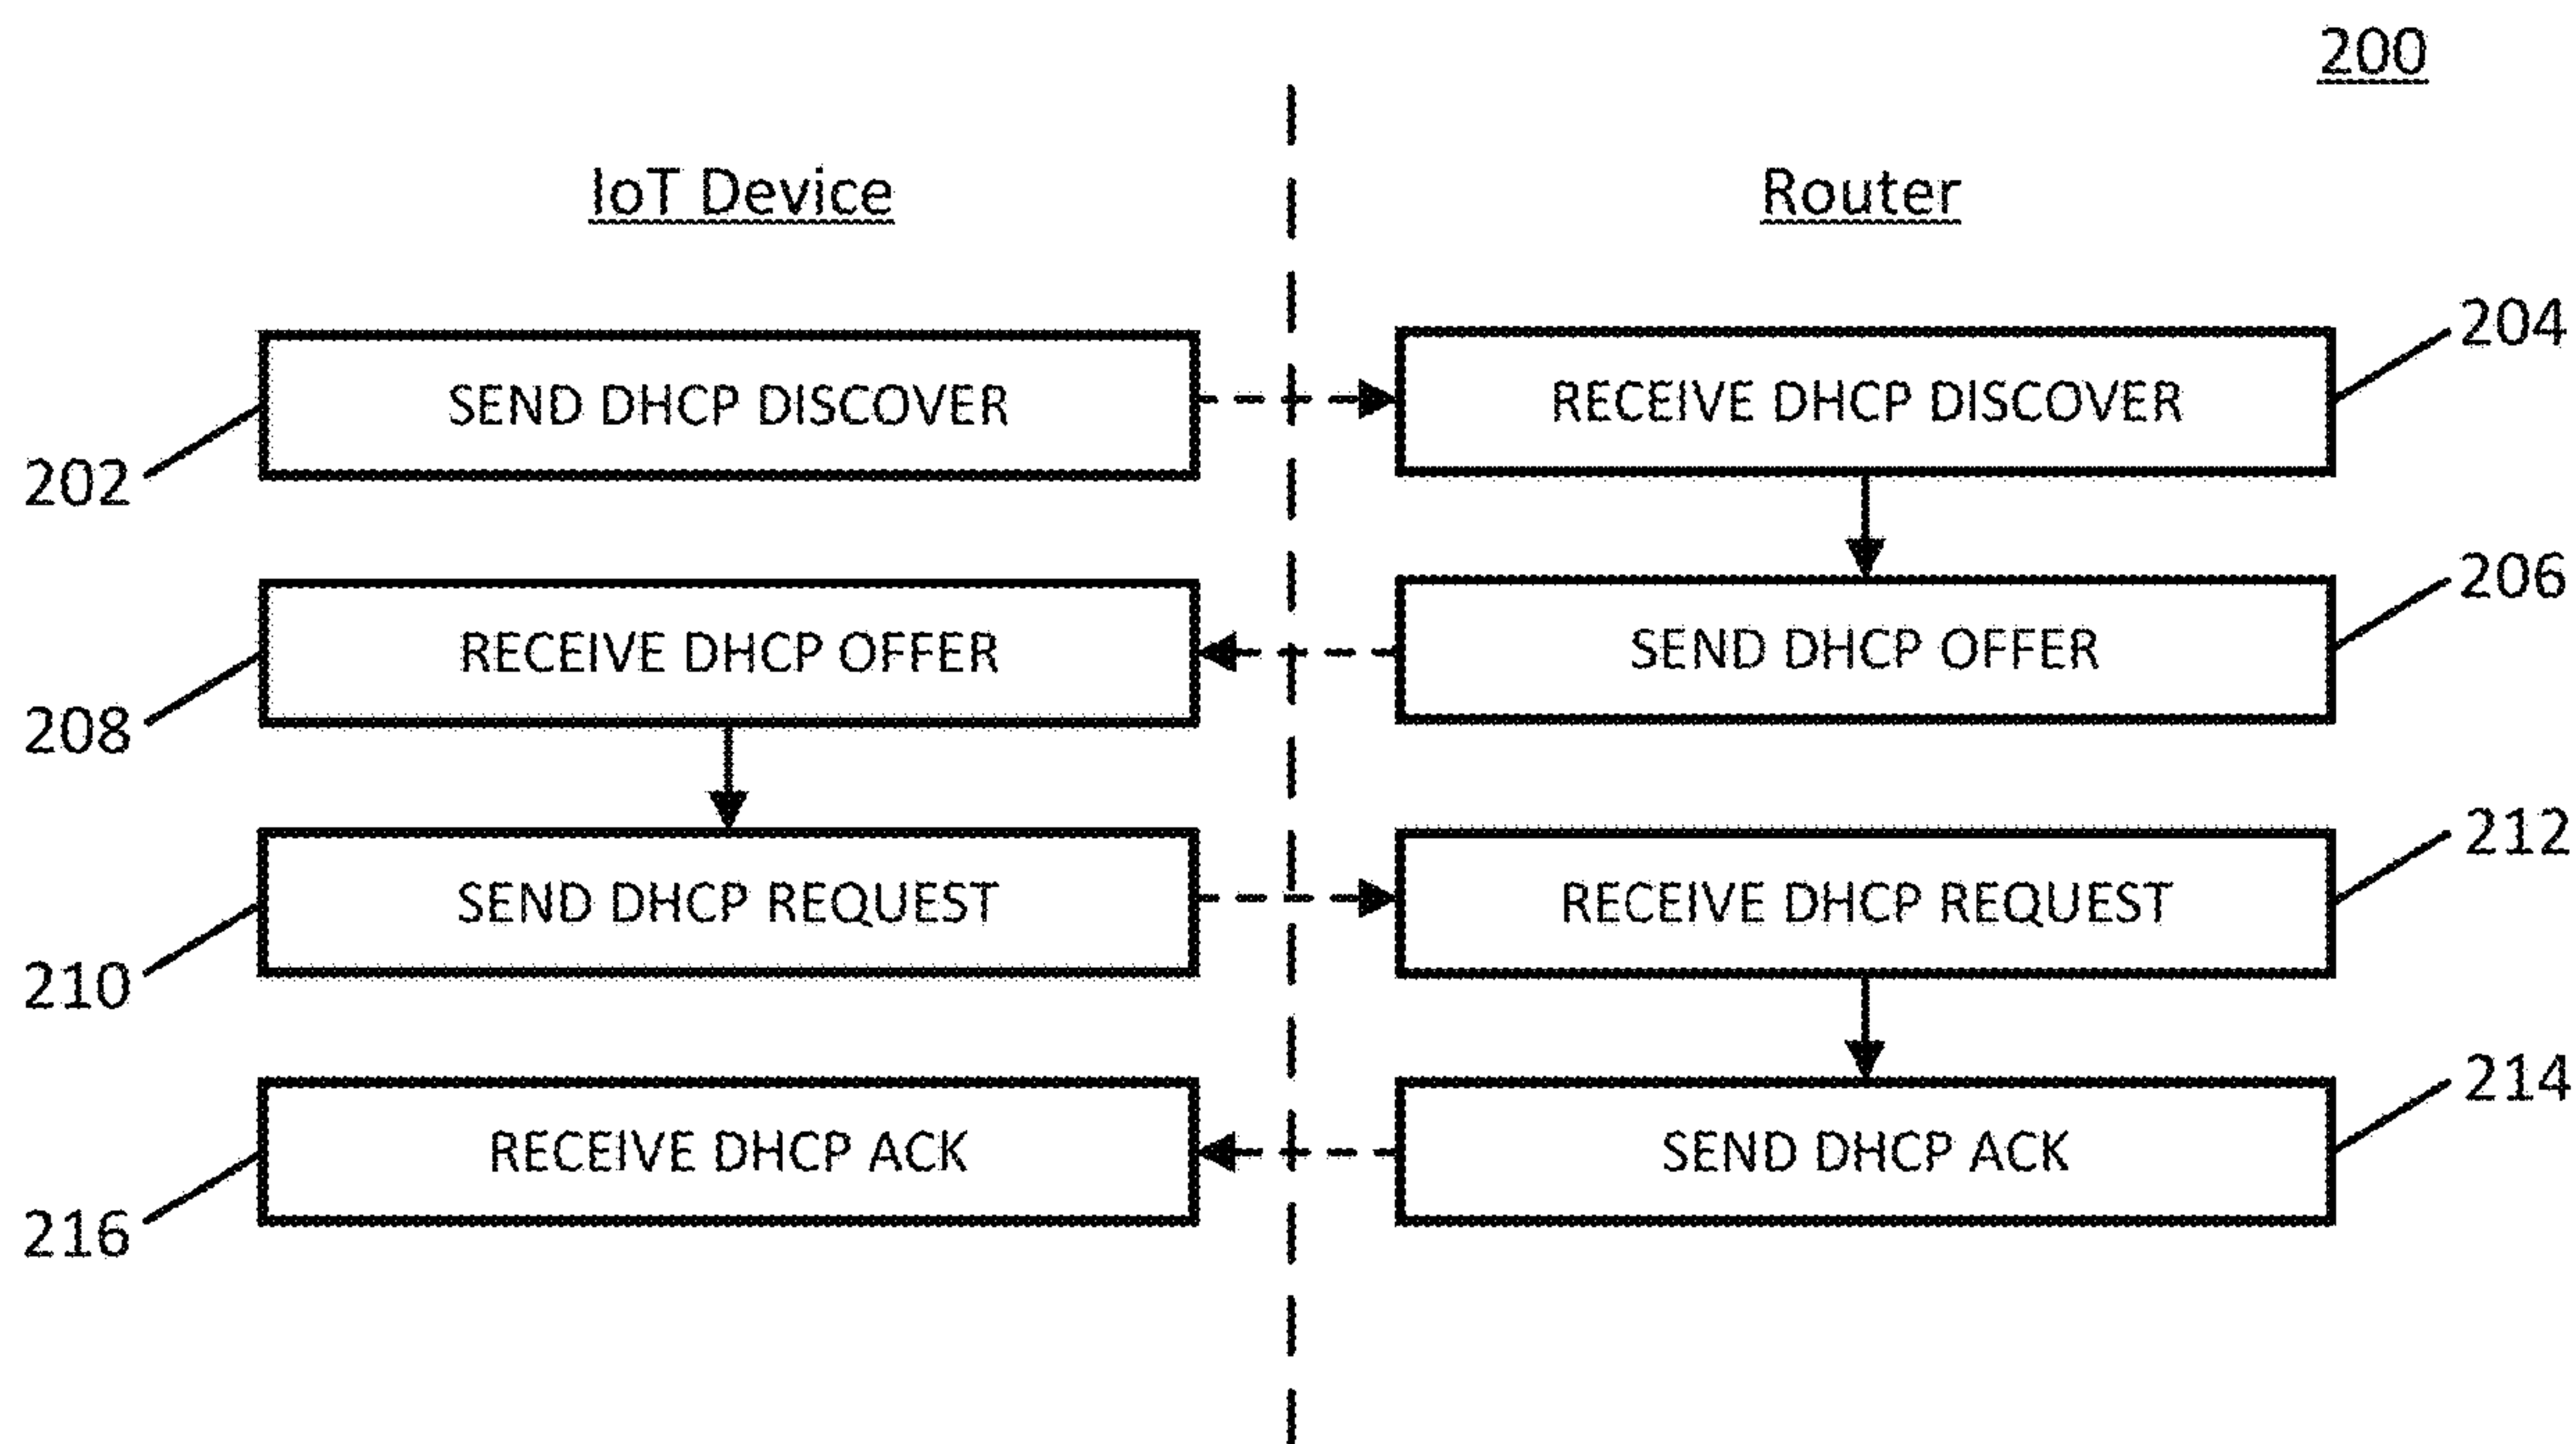 200
IoT Device
Router
SEND DHCP DISCOVER
RECEIVE DHCP DISCOVER
204
202
RECEIVE DHCP OFFER
SEND DHCP OFFER
206
208
SEND DHCP REQUEST
RECEIVE DHCP REQUEST
212
210
RECEIVE DHCP ACK
SEND DHCP ACK
214
216